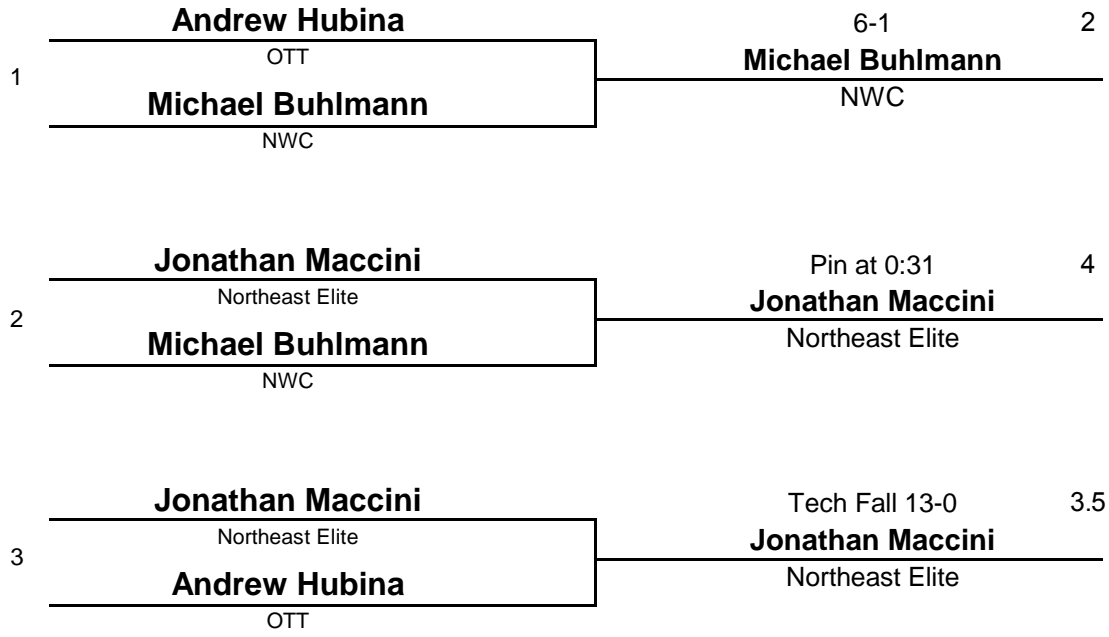 Andrew Hubina
OTT
1
Michael Buhlmann
NWC
6-1 2
Michael Buhlmann
NWC
Jonathan Maccini
Northeast Elite
2
Michael Buhlmann
NWC
Pin at 0:31 4
Jonathan Maccini
Northeast Elite
Jonathan Maccini
Northeast Elite
3
Andrew Hubina
OTT
Tech Fall 13-0 3.5
Jonathan Maccini
Northeast Elite